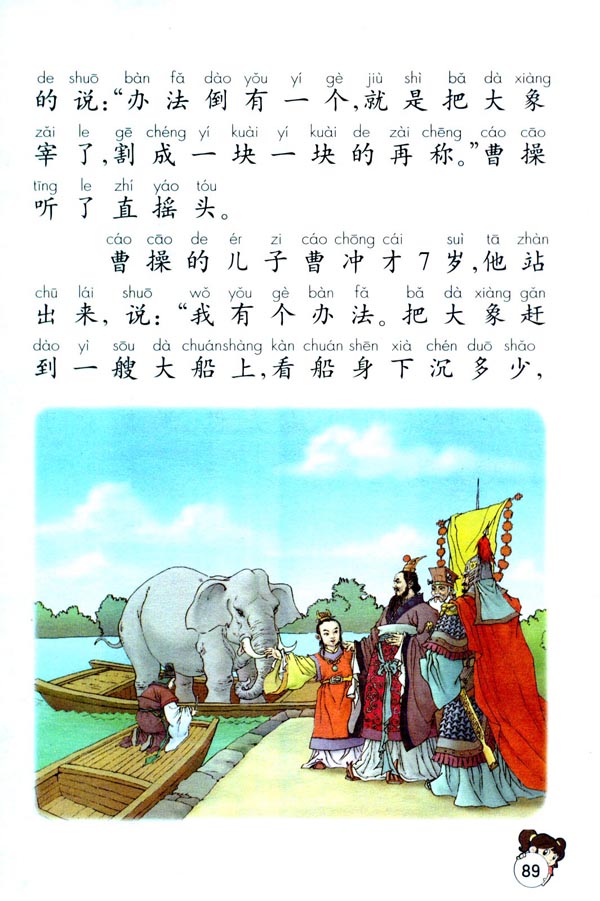 de shuō bàn fǎ dào yǒu yí gè jiù shì bǎ dà xiàng
的说：“办法倒有一个，就是把大象
zǎi le gē chéng yí kuài yí kuài de zài chēng cáo cāo
宰了，割成一块一块的再称。”曹操
tīng le zhí yáo tóu
听了直摇头。
cáo cāo de ér zi cáo chōng cái suì tā zhàn
曹操的儿子曹冲才7岁，他站
chū lái shuō wǒ yǒu gè bàn fǎ bǎ dà xiàng gǎn
出来，说：“我有个办法。把大象赶
dào yì sōu dà chuánshàng kàn chuán shēn xià chén duō shǎo
到一艘大船上，看船身下沉多少，
89